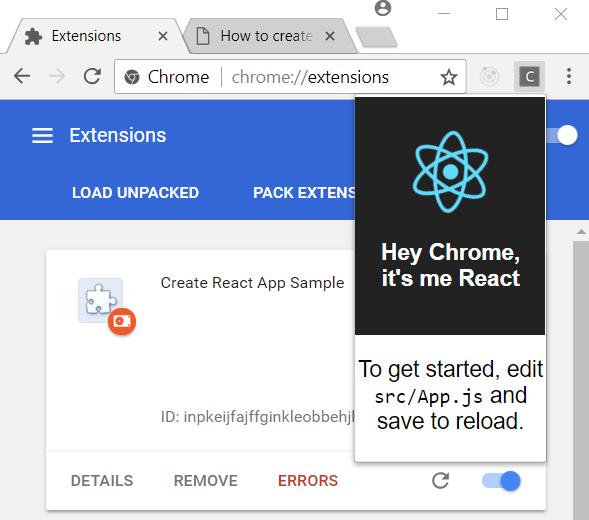 Extensions
How to create
Chrome
chrome://extensions
C
Extensions
LOAD UNPACKED
PACK EXTENS
Hey Chrome,
it's me React
Create React App Sample
To get started, edit
src/App.js and
save to reload.
ID: inpkeijfajffginkleobbehjl
DETAILS
REMOVE
ERRORS